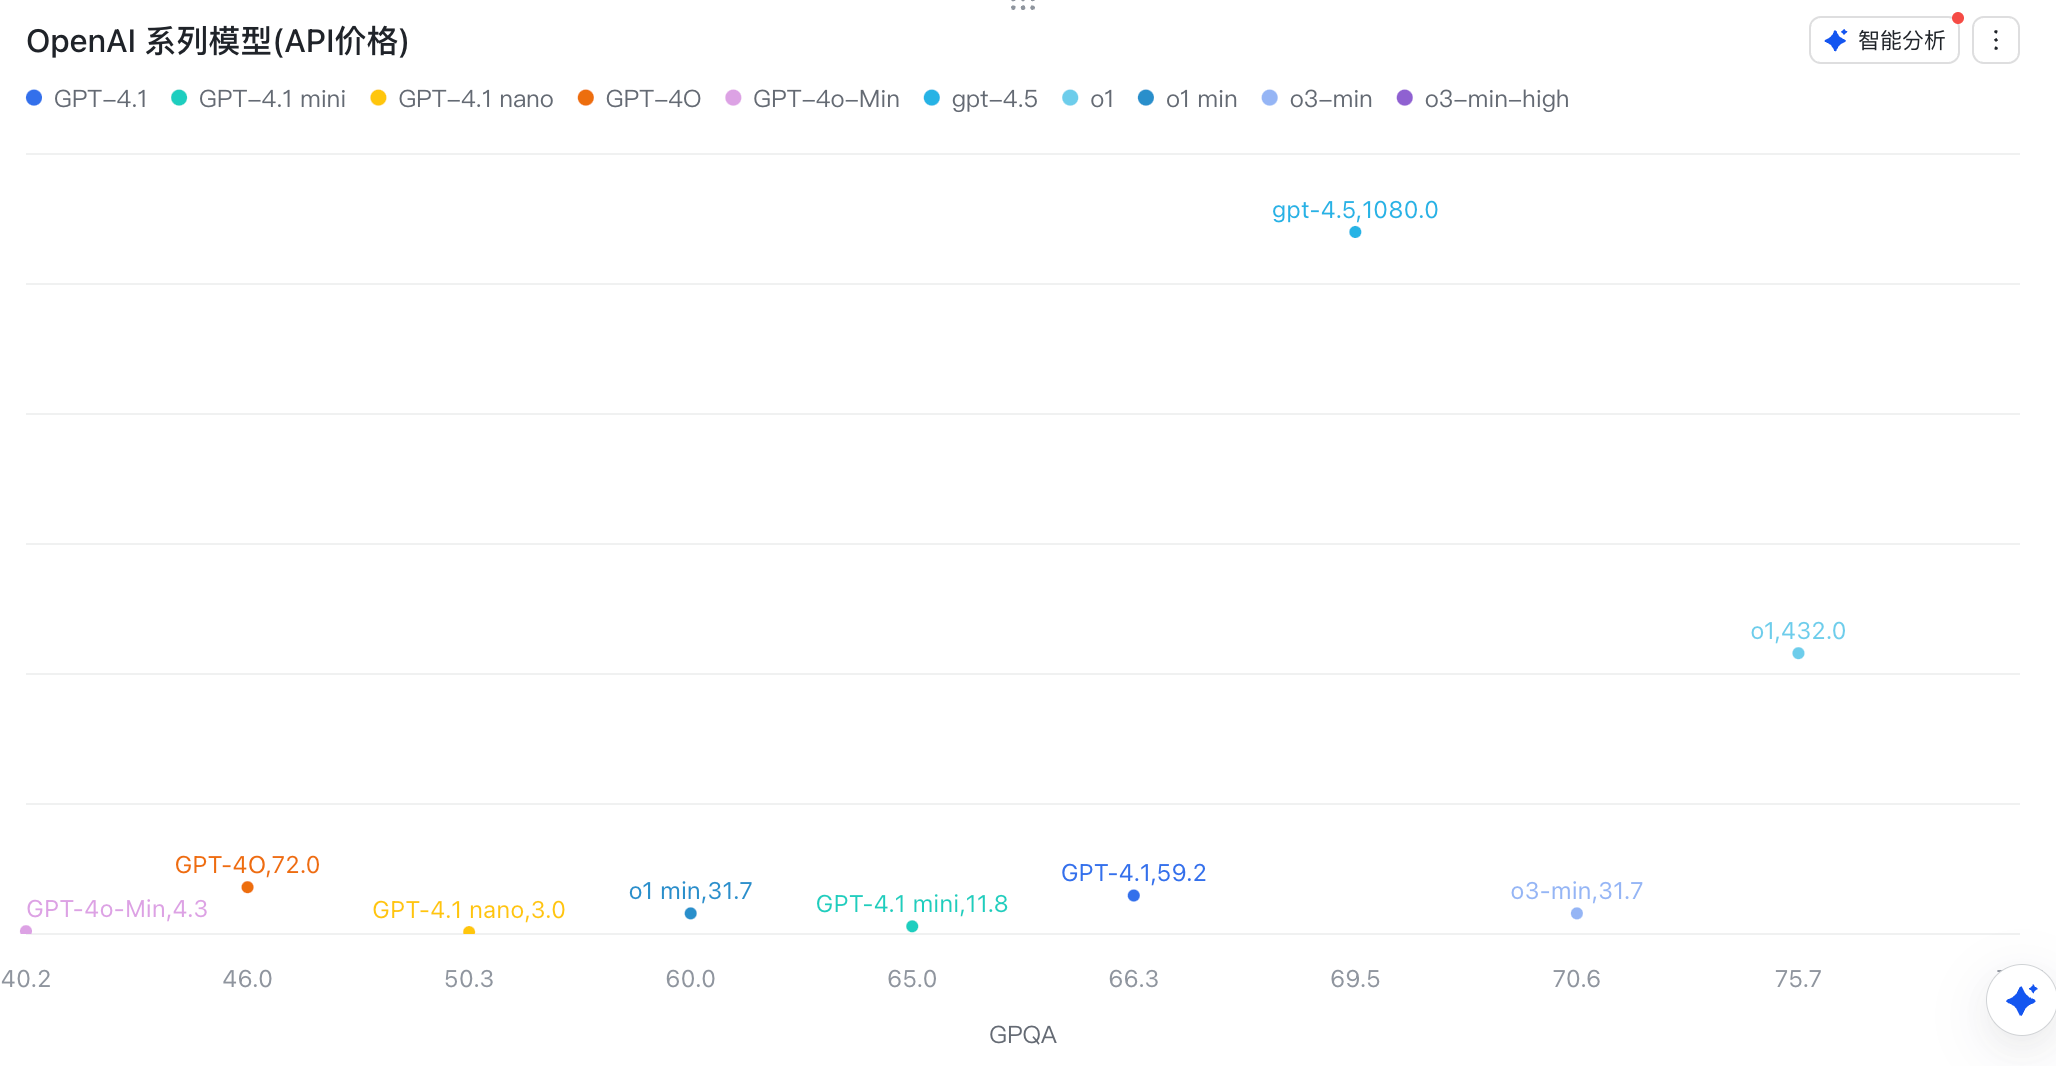 OpenAI 系列模型(API价格)
智能分析
GPT-4.1 GPT-4.1 mini GPT-4.1 nano GPT-4O GPT-4o-Min gpt-4.5 o1 o1 min o3-min o3-min-high
gpt-4.5,1080.0
o1,432.0
GPT-4O,72.0
GPT-4.1,59.2
o1 min,31.7
o3-min,31.7
GPT-4.1 mini,11.8
GPT-4o-Min,4.3
GPT-4.1 nano,3.0
40.2 46.0 50.3 60.0 65.0 66.3 69.5 70.6 75.7
GPQA